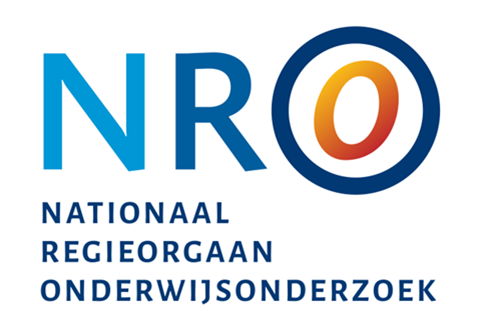 NRO
NATIONAAL
REGIEORGAAN
ONDERWIJSONDERZOEK